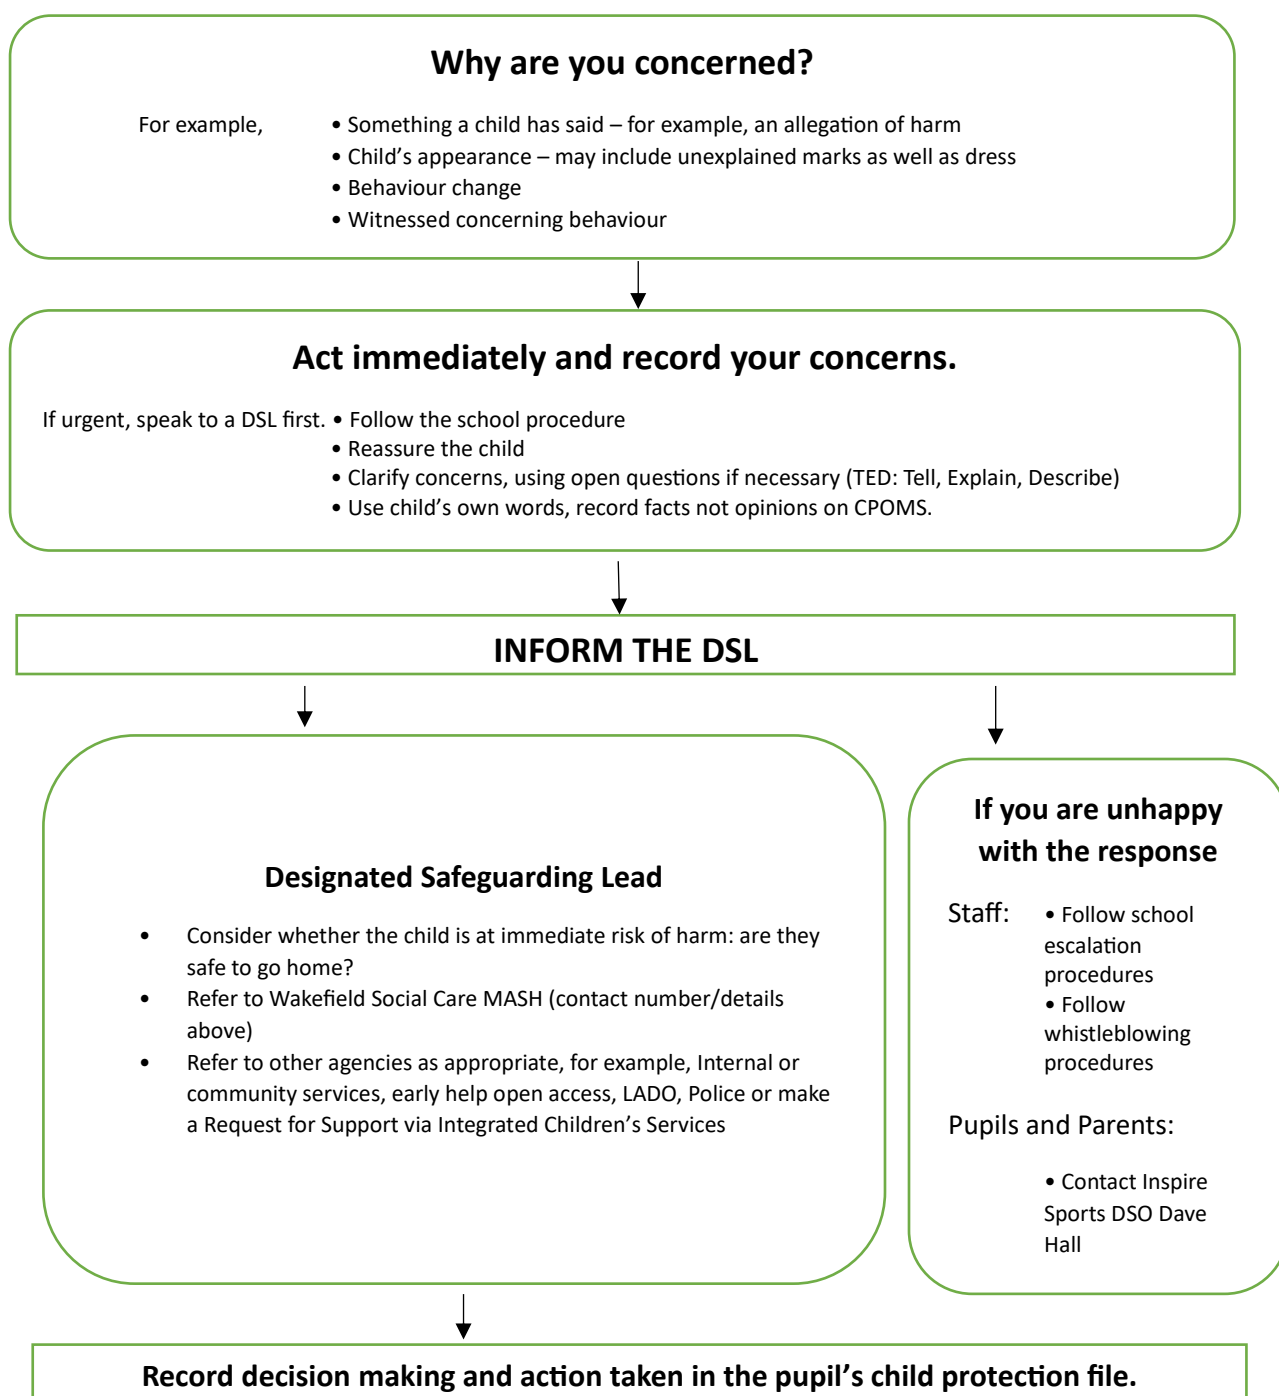 Why are you concerned?
For example, • Something a child has said – for example, an allegation of harm
• Child's appearance – may include unexplained marks as well as dress
• Behaviour change
• Witnessed concerning behaviour
Act immediately and record your concerns.
If urgent, speak to a DSL first. • Follow the school procedure
• Reassure the child
• Clarify concerns, using open questions if necessary (TED: Tell, Explain, Describe)
• Use child's own words, record facts not opinions on CPOMS.
INFORM THE DSL
Designated Safeguarding Lead
• Consider whether the child is at immediate risk of harm: are they
safe to go home?
• Refer to Wakefield Social Care MASH (contact number/details
above)
• Refer to other agencies as appropriate, for example, Internal or
community services, early help open access, LADO, Police or make
a Request for Support via Integrated Children's Services
If you are unhappy
with the response
Staff: • Follow school
escalation
procedures
• Follow
whistleblowing
procedures
Pupils and Parents:
• Contact Inspire
Sports DSO Dave
Hall
Record decision making and action taken in the pupil's child protection file.